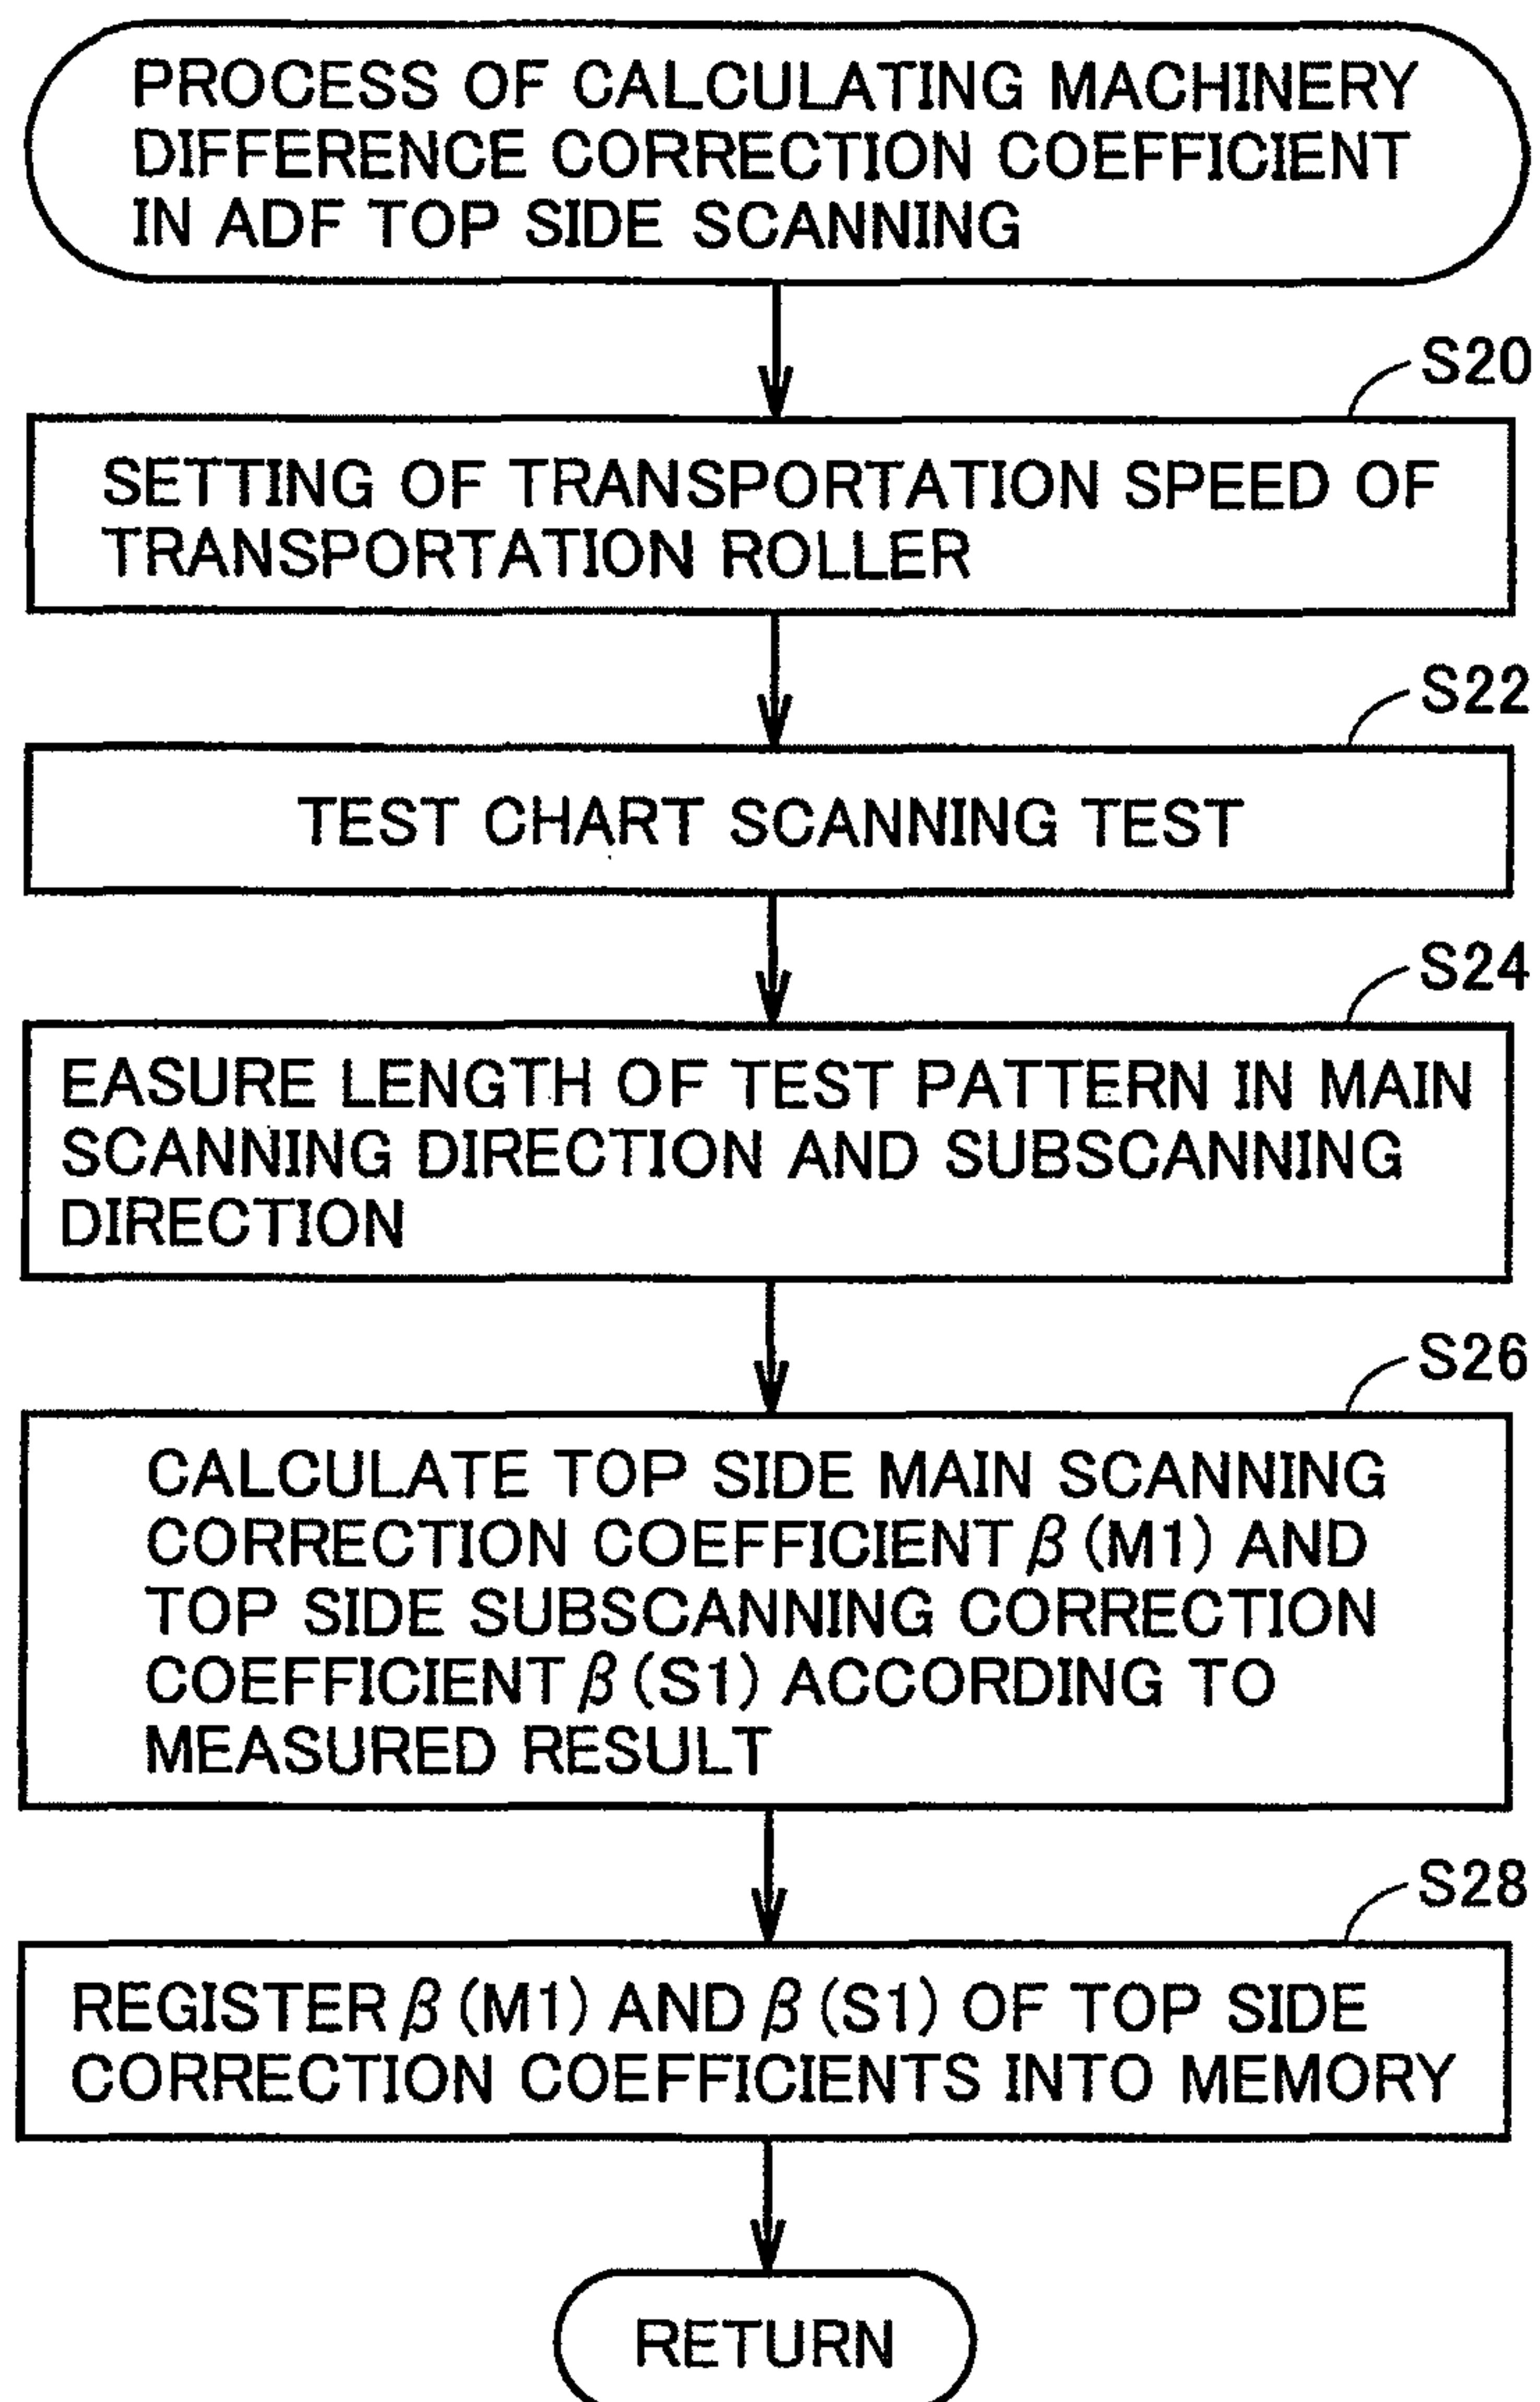 PROCESS OF CALCULATING MACHINERY
DIFFERENCE CORRECTION COEFFICIENT
IN ADF TOP SIDE SCANNING
S20
SETTING OF TRANSPORTATION SPEED OF
TRANSPORTATION ROLLER
S22
TEST CHART SCANNING TEST
S24
EASURE LENGTH OF TEST PATTERN IN MAIN
SCANNING DIRECTION AND SUBSCANNING
DIRECTION
S26
CALCULATE TOP SIDE MAIN SCANNING
CORRECTION COEFFICIENT β (M1) AND
TOP SIDE SUBSCANNING CORRECTION
COEFFICIENT β (S1) ACCORDING TO
MEASURED RESULT
S28
REGISTER β (M1) AND β (S1) OF TOP SIDE
CORRECTION COEFFICIENTS INTO MEMORY
RETURN